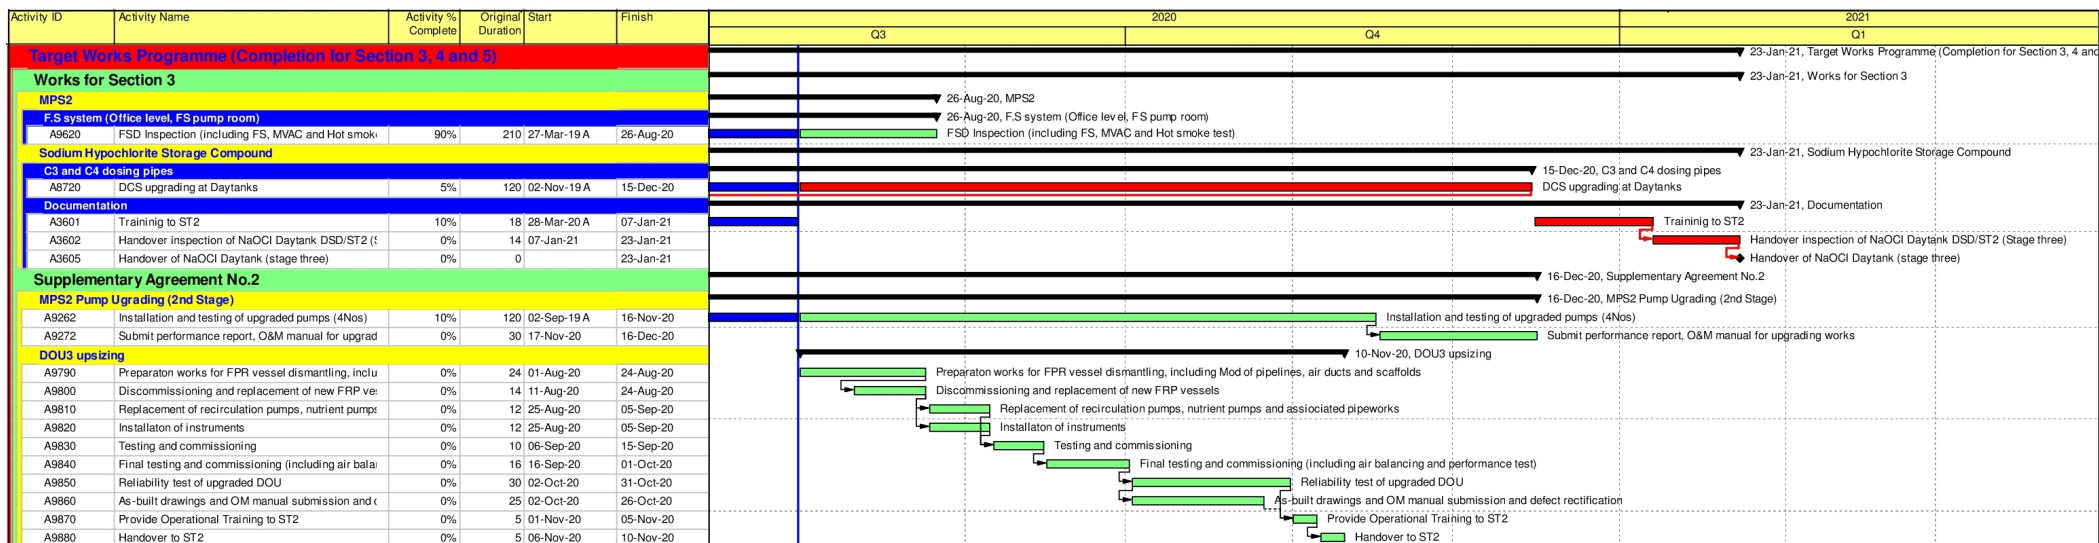 Activity ID Activity Name Activity % Complete Original Duration Start Finish 2020 2021
Q3 Q4 Q1
Target Works Programme (Completion for Section 3, 4 and 5) 23-Jan-21, Target Works Programme (Completion for Section 3, 4 and
Works for Section 3 23-Jan-21, Works for Section 3
MPS2 26-Aug-20, MPS2
F.S system (Office level, FS pump room) 26-Aug-20, F.S system (Office level, FS pump room)
A9620 FSD Inspection (including FS, MVAC and Hot smok 90% 210 27-Mar-19 A 26-Aug-20 FSD Inspection (including FS, MVAC and Hot smoke test)
Sodium Hypochlorite Storage Compound 23-Jan-21, Sodium Hypochlorite Storage Compound
C3 and C4 dosing pipes 15-Dec-20, C3 and C4 dosing pipes
A8720 DCS upgrading at Daytanks 5% 120 02-Nov-19 A 15-Dec-20 DCS upgrading at Daytanks
Documentation 23-Jan-21, Documentation
A3601 Traininig to ST2 10% 18 28-Mar-20 A 07-Jan-21 Traininig to ST2
A3602 Handover inspection of NaOCI Daytank DSD/ST2 (S 0% 14 07-Jan-21 23-Jan-21 Handover inspection of NaOCI Daytank DSD/ST2 (Stage three)
A3605 Handover of NaOCI Daytank (stage three) 0% 0 23-Jan-21 Handover of NaOCI Daytank (stage three)
Supplementary Agreement No.2 16-Dec-20, Supplementary Agreement No.2
MPS2 Pump Ugrading (2nd Stage) 16-Dec-20, MPS2 Pump Ugrading (2nd Stage)
A9262 Installation and testing of upgraded pumps (4Nos) 10% 120 02-Sep-19 A 16-Nov-20 Installation and testing of upgraded pumps (4Nos)
A9272 Submit performance report, O&M manual for upgrad 0% 30 17-Nov-20 16-Dec-20 Submit performance report, O&M manual for upgrading works
DOU3 upsizing 10-Nov-20, DOU3 upsizing
A9790 Preparaton works for FPR vessel dismantling, inclu 0% 24 01-Aug-20 24-Aug-20 Preparaton works for FPR vessel dismantling, including Mod of pipelines, air ducts and scaffolds
A9800 Discommissioning and replacement of new FRP ves 0% 14 11-Aug-20 24-Aug-20 Discommissioning and replacement of new FRP vessels
A9810 Replacement of recirculation pumps, nutrient pumps 0% 12 25-Aug-20 05-Sep-20 Replacement of recirculation pumps, nutrient pumps and assiociated pipeworks
A9820 Installaton of instruments 0% 12 25-Aug-20 05-Sep-20 Installaton of instruments
A9830 Testing and commissioning 0% 10 06-Sep-20 15-Sep-20 Testing and commissioning
A9840 Final testing and commissioning (including air bala 0% 16 16-Sep-20 01-Oct-20 Final testing and commissioning (including air balancing and performance test)
A9850 Reliability test of upgraded DOU 0% 30 02-Oct-20 31-Oct-20 Reliability test of upgraded DOU
A9860 As-built drawings and OM manual submission and 0% 25 02-Oct-20 26-Oct-20 As-built drawings and OM manual submission and defect rectification
A9870 Provide Operational Training to ST2 0% 5 01-Nov-20 05-Nov-20 Provide Operational Training to ST2
A9880 Handover to ST2 0% 5 06-Nov-20 10-Nov-20 Handover to ST2